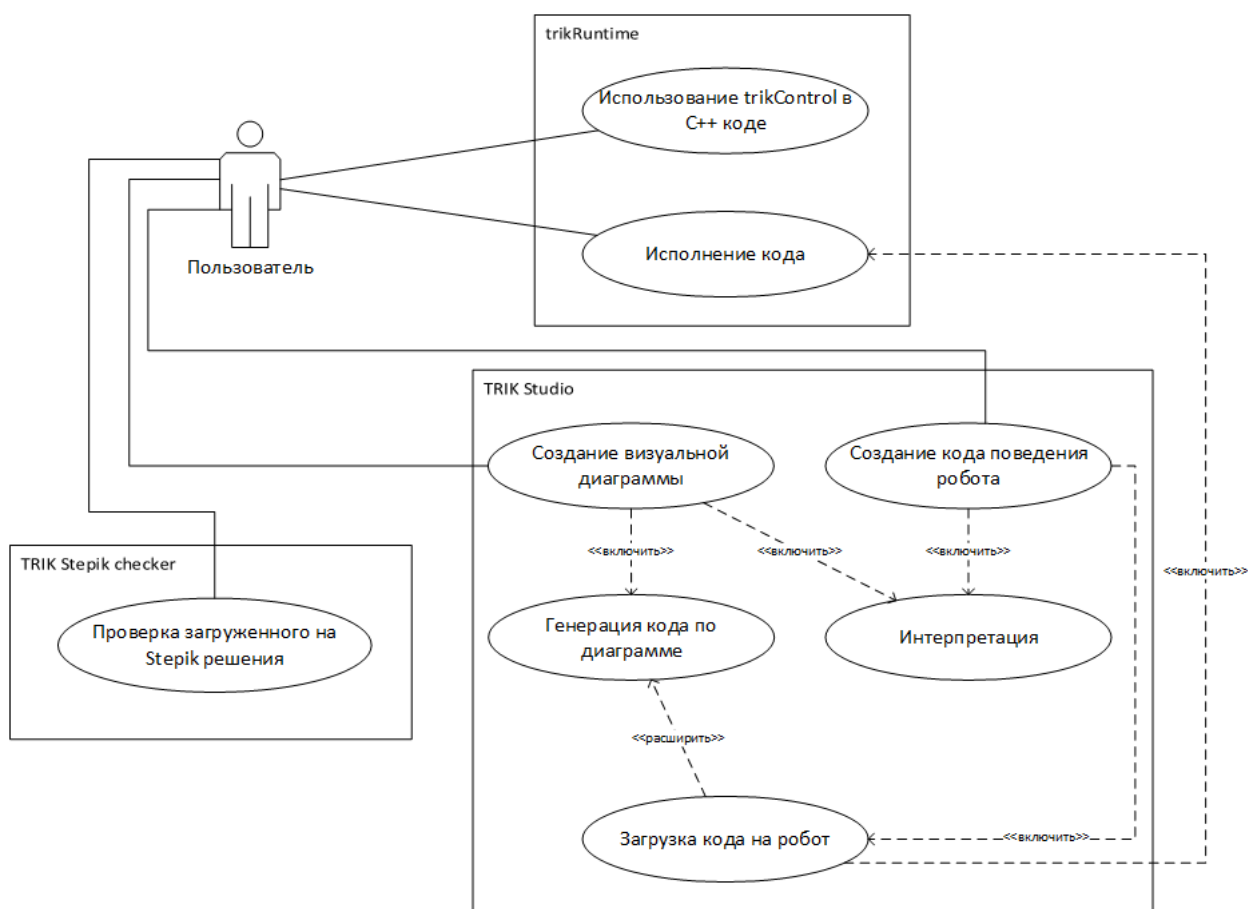 trikRuntime
Использование trikControl в
C++ коде
Исполнение кода
Пользователь
TRIK Studio
Создание визуальной
диаграммы
Создание кода поведения
робота
<<включить>>
<<включить>>
<<включить>>
<<включить>>
TRIK Stepik checker
Проверка загруженного на
Stepik решения
Генерация кода по
диаграмме
Интерпретация
<<расширить>>
Загрузка кода на робот
<<включить>>